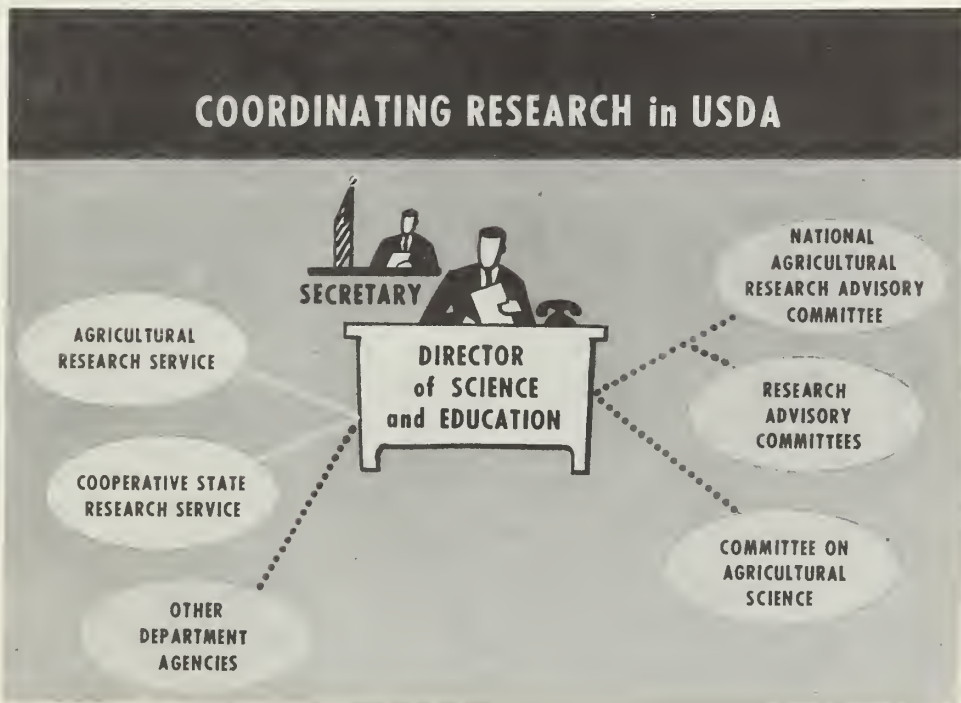 COORDINATING RESEARCH in USDA
SECRETARY
DIRECTOR
of SCIENCE
and EDUCATION
AGRICULTURAL
RESEARCH SERVICE
COOPERATIVE STATE
RESEARCH SERVICE
OTHER
DEPARTMENT
AGENCIES
NATIONAL
AGRICULTURAL
RESEARCH ADVISORY
COMMITTEE
RESEARCH
ADVISORY
COMMITTEES
COMMITTEE ON
AGRICULTURAL
SCIENCE